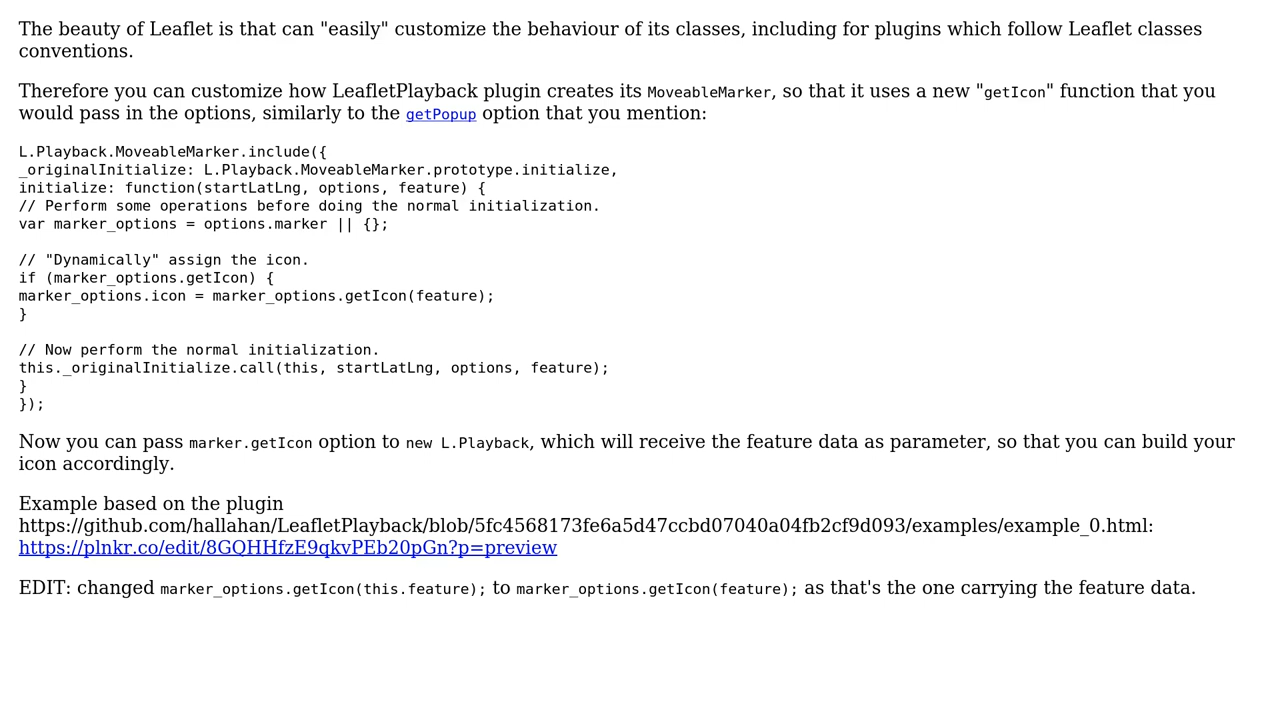 The beauty of Leaflet is that can "easily" customize the behaviour of its classes, including for plugins which follow Leaflet classes
conventions.
Therefore you can customize how LeafletPlayback plugin creates its MoveableMarker, so that it uses a new "getIcon" function that you
would pass in the options, similarly to the getPopup option that you mention:
L.Playback.MoveableMarker.include({
_originalInitialize: L.Playback.MoveableMarker.prototype.initialize,
initialize: function(startLatLng, options, feature) {
// Perform some operations before doing the normal initialization.
var marker_options = options.marker || {};
// "Dynamically" assign the icon.
if (marker_options.getIcon) {
marker_options.icon = marker_options.getIcon(feature);
}
// Now perform the normal initialization.
this._originalInitialize.call(this, startLatLng, options, feature);
}
});
Now you can pass marker.getIcon option to new L.Playback, which will receive the feature data as parameter, so that you can build your
icon accordingly.
Example based on the plugin
https://github.com/hallahan/LeafletPlayback/blob/5fc4568173fe6a5d47ccbd07040a04fb2cf9d093/examples/example_0.html:
https://plnkr.co/edit/8GQHHfzE9qkvPEb20pGn?p=preview
EDIT: changed marker_options.getIcon(this.feature); to marker_options.getIcon(feature); as that's the one carrying the feature data.